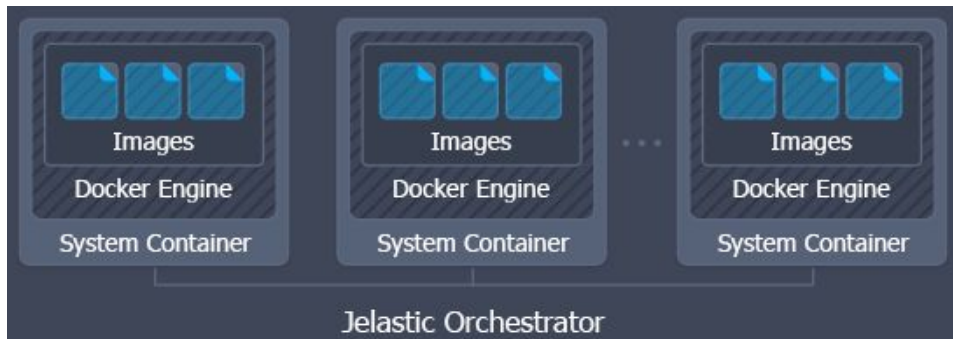 Images Images Images
Docker Engine Docker Engine Docker Engine
System Container System Container System Container
Jelastic Orchestrator